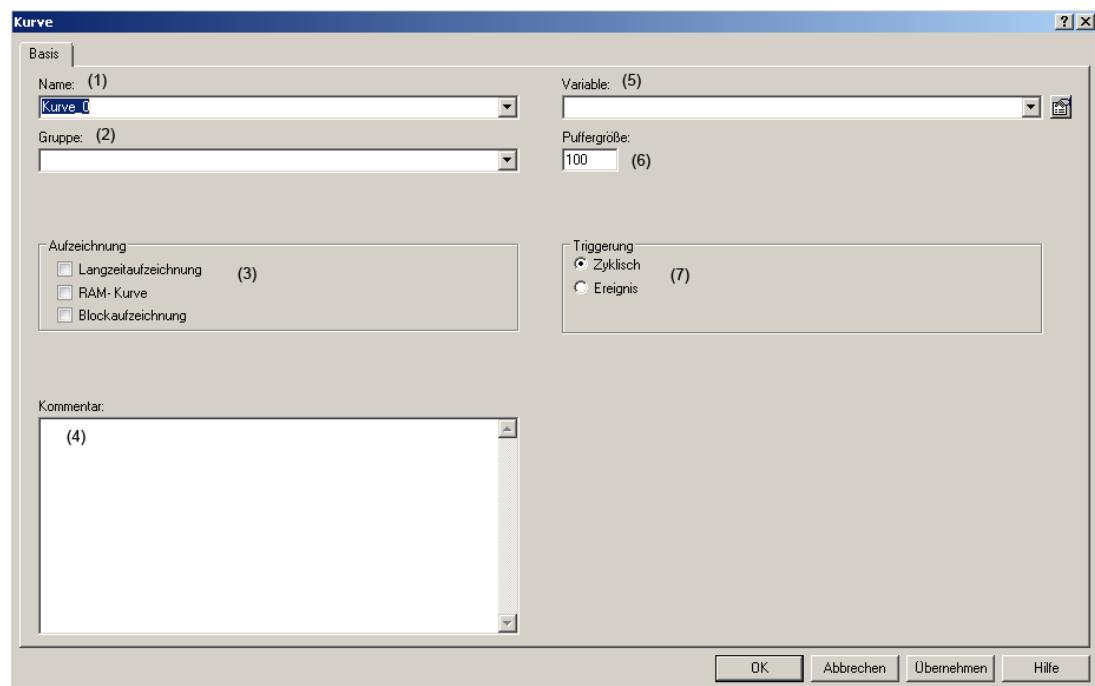 Kurve
Basis
Name: (1)
Kurve_0
Gruppe: (2)
Variable: (5)
Puffergröße:
100 (6)
Aufzeichnung
Langzeitaufzeichnung
RAM- Kurve
Blockaufzeichnung
(3)
Triggerung
Zyklisch
Ereignis
(7)
Kommentar:
(4)
OK Abbrechen Übernehmen Hilfe